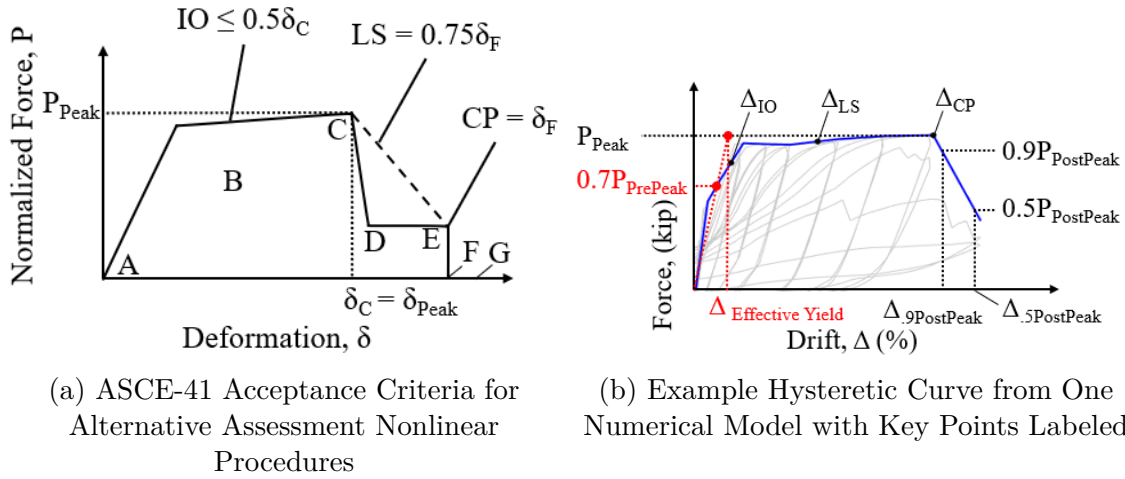 IO ≤ 0.5δC
LS = 0.75δF
Normalized Force, P
PPeak
C
CP = δF
B
A
D
E
F
G
δC = δPeak
Deformation, δ
(a) ASCE-41 Acceptance Criteria for
Alternative Assessment Nonlinear
Procedures
ΔIO
ΔLS
ΔCP
PPeak
0.9PPostPeak
0.7PPrePeak
0.5PPostPeak
Force, (kip)
Δ Effective Yield
Δ.9PostPeak
Δ.5PostPeak
Drift, Δ (%)
(b) Example Hysteretic Curve from One
Numerical Model with Key Points Labeled